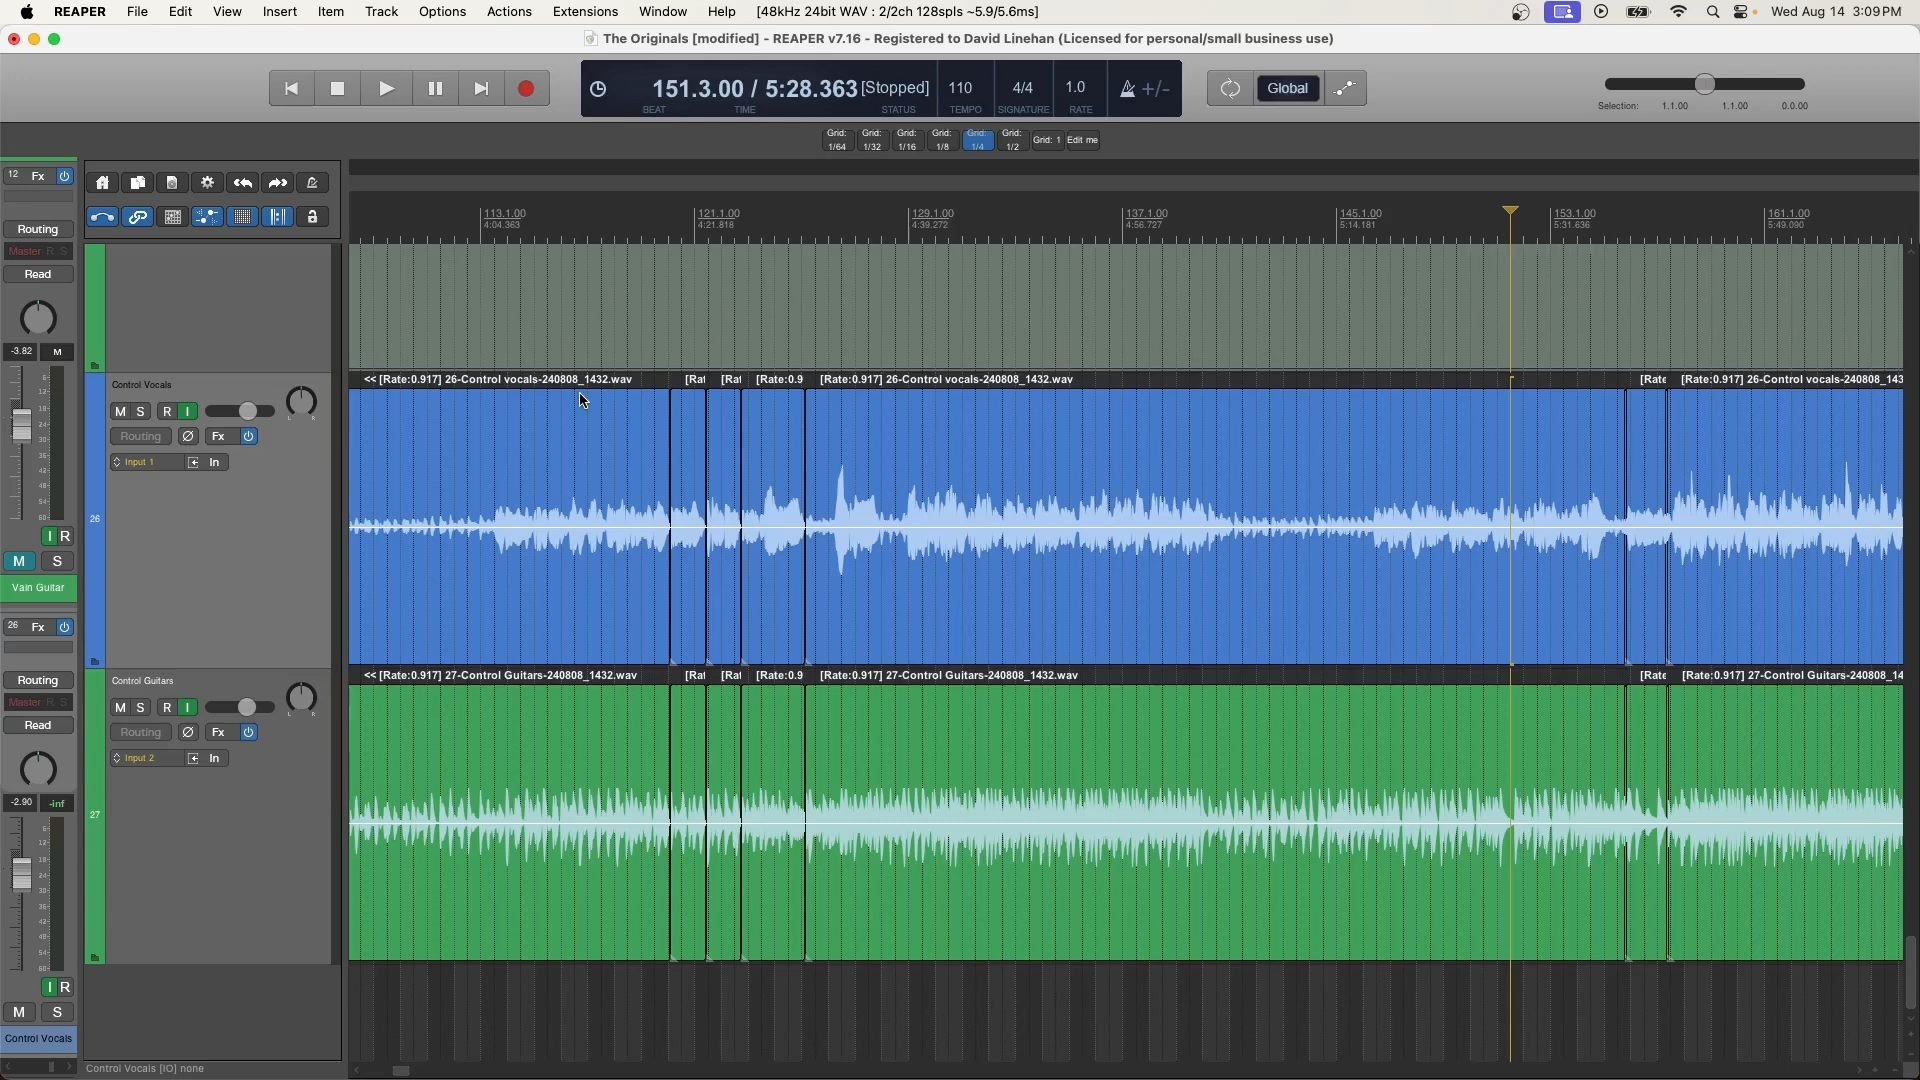 REAPER File Edit View Insert Item Track Options Actions Extensions Window Help [48kHz 24bit WAV : 2/2ch 128spls ~5.9/5.6ms] Wed Aug 14 3:09 PM
The Originals [modified] - REAPER v7.16 - Registered to David Linehan (Licensed for personal/small business use)
151.3.00 / 5:28.363 [Stopped] 110 4/4 1.0 +/- Global
BEAT TIME STATUS TEMPO SIGNATURE RATE
Selection: 1.1.00 1.1.00 0.0.00
Grid: 1/64 Grid: 1/32 Grid: 1/16 Grid: 1/8 Grid: 1/4 Grid: 1/2 Grid: 1 Edit me
12 Fx
Routing
Master R S
Read
113.1.00 121.1.00 129.1.00 137.1.00 145.1.00 153.1.00 161.1.00
4:04.363 4:21.818 4:39.272 4:56.727 5:14.181 5:31.636 5:49.090
-3.82 M
Control Vocals
<< [Rate:0.917] 26-Control vocals-240808_1432.wav [Rat [Rat [Rate:0.9 [Rate:0.917] 26-Control vocals-240808_1432.wav [Rate [Rate:0.917] 26-Control vocals-240808_143
M S R I L R
Routing Ø Fx
Input 1 In
26
I R
M S
Vain Guitar
26 Fx
Routing
Master R S
Read
Control Guitars
<< [Rate:0.917] 27-Control Guitars-240808_1432.wav [Rat [Rat [Rate:0.9 [Rate:0.917] 27-Control Guitars-240808_1432.wav [Rate [Rate:0.917] 27-Control Guitars-240808_14
M S R I L R
Routing Ø Fx
Input 2 In
-2.90 -inf
27
I R
M S
Control Vocals
Control Vocals [IO] none